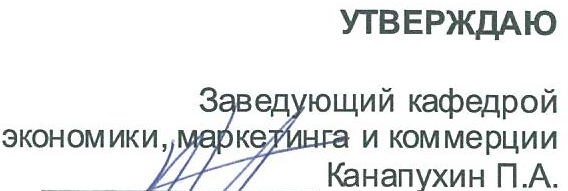 УТВЕРЖДАЮ
Заведующий кафедрой
экономики, маркетинга и коммерции
Канапухин П.А.